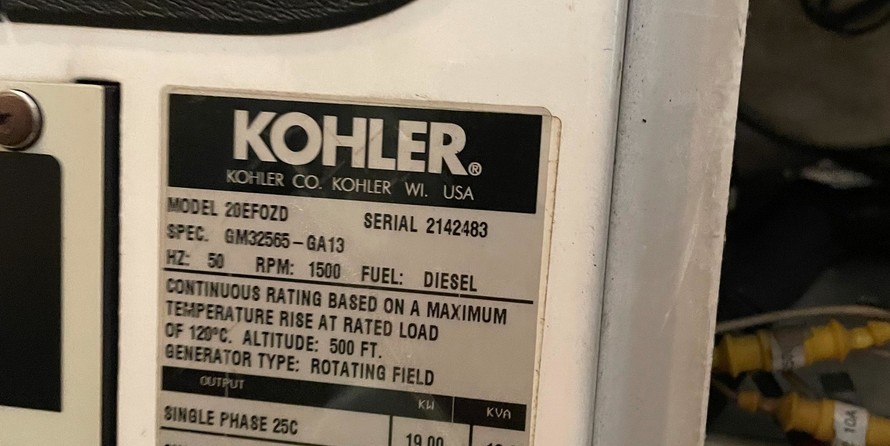 KOHLER®
KOHLER CO. KOHLER WI. USA
MODEL 20EFOZD SERIAL 2142483
SPEC. GM32565-GA13
HZ: 50 RPM: 1500 FUEL: DIESEL
CONTINUOUS RATING BASED ON A MAXIMUM
TEMPERATURE RISE AT RATED LOAD
OF 120ºC. ALTITUDE: 500 FT.
GENERATOR TYPE: ROTATING FIELD
OUTPUT KW KVA
SINGLE PHASE 25C 19.00
10A